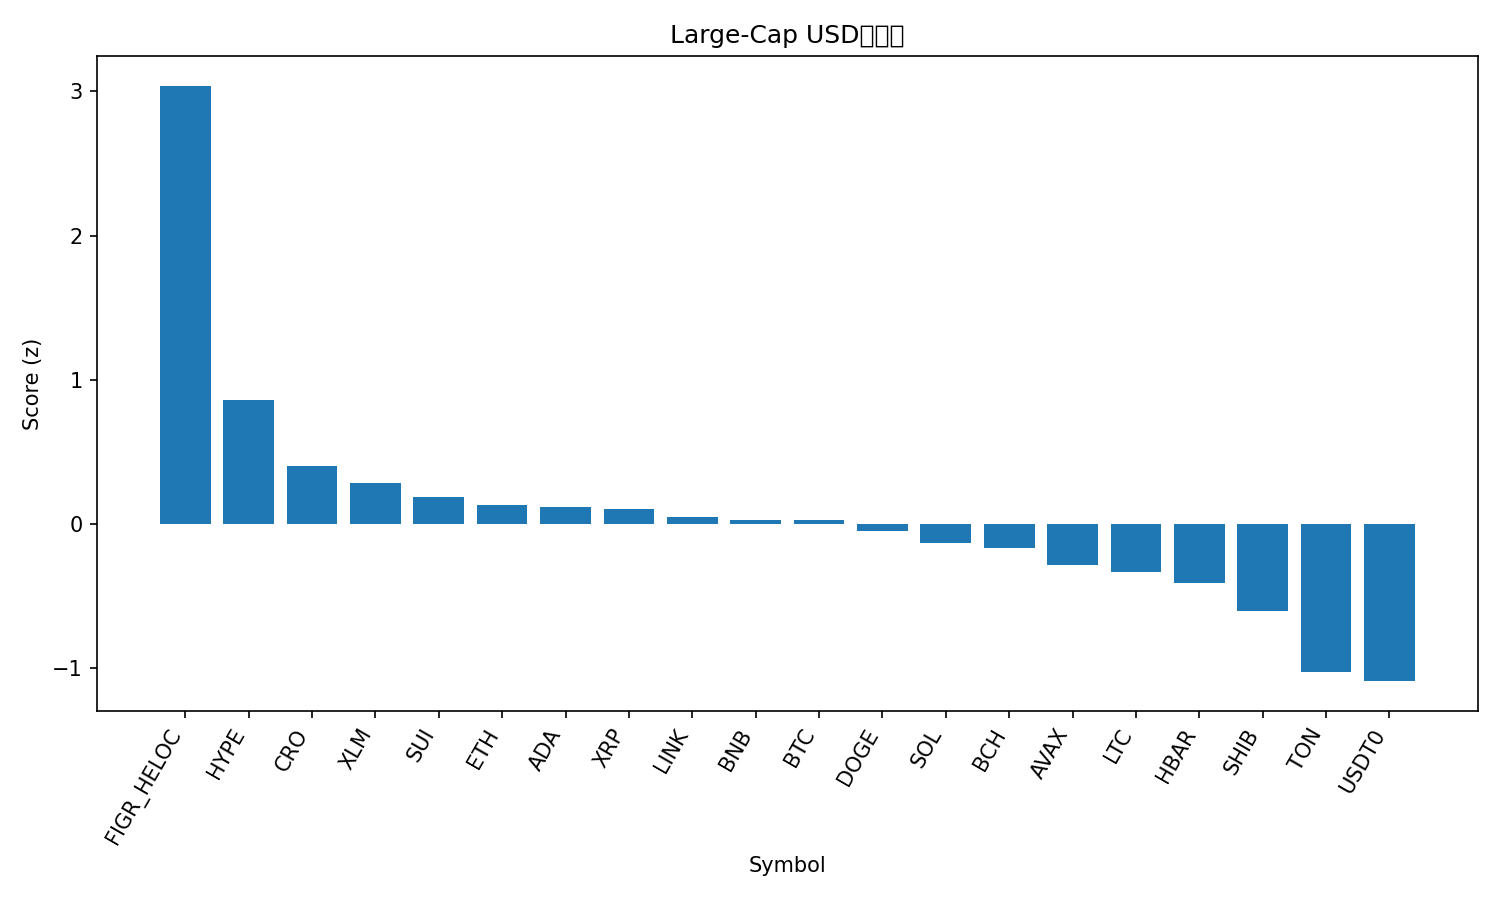 Large-Cap USD
Score (z)
3
2
1
0
−1
FIGR_HELOC
HYPE
CRO
XLM
SUI
ETH
ADA
XRP
LINK
BNB
BTC
DOGE
SOL
BCH
AVAX
LTC
HBAR
SHIB
TON
USDT0
Symbol